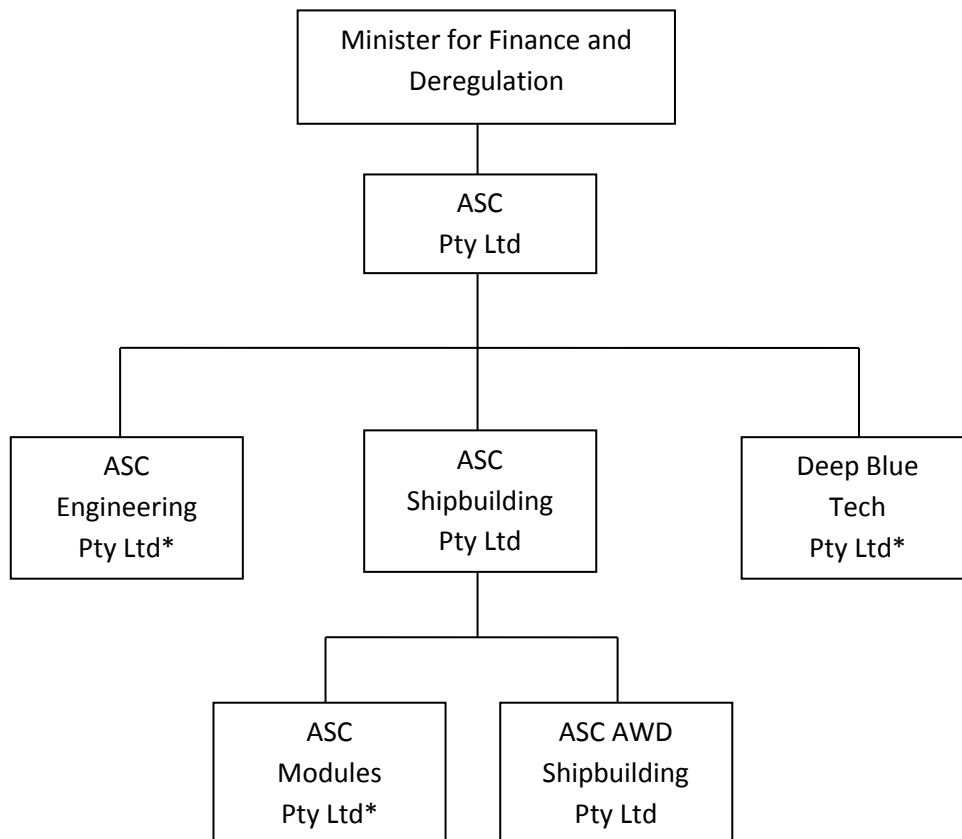 Minister for Finance and
Deregulation
ASC
Pty Ltd
ASC
Engineering
Pty Ltd*
ASC
Shipbuilding
Pty Ltd
Deep Blue
Tech
Pty Ltd*
ASC
Modules
Pty Ltd*
ASC AWD
Shipbuilding
Pty Ltd